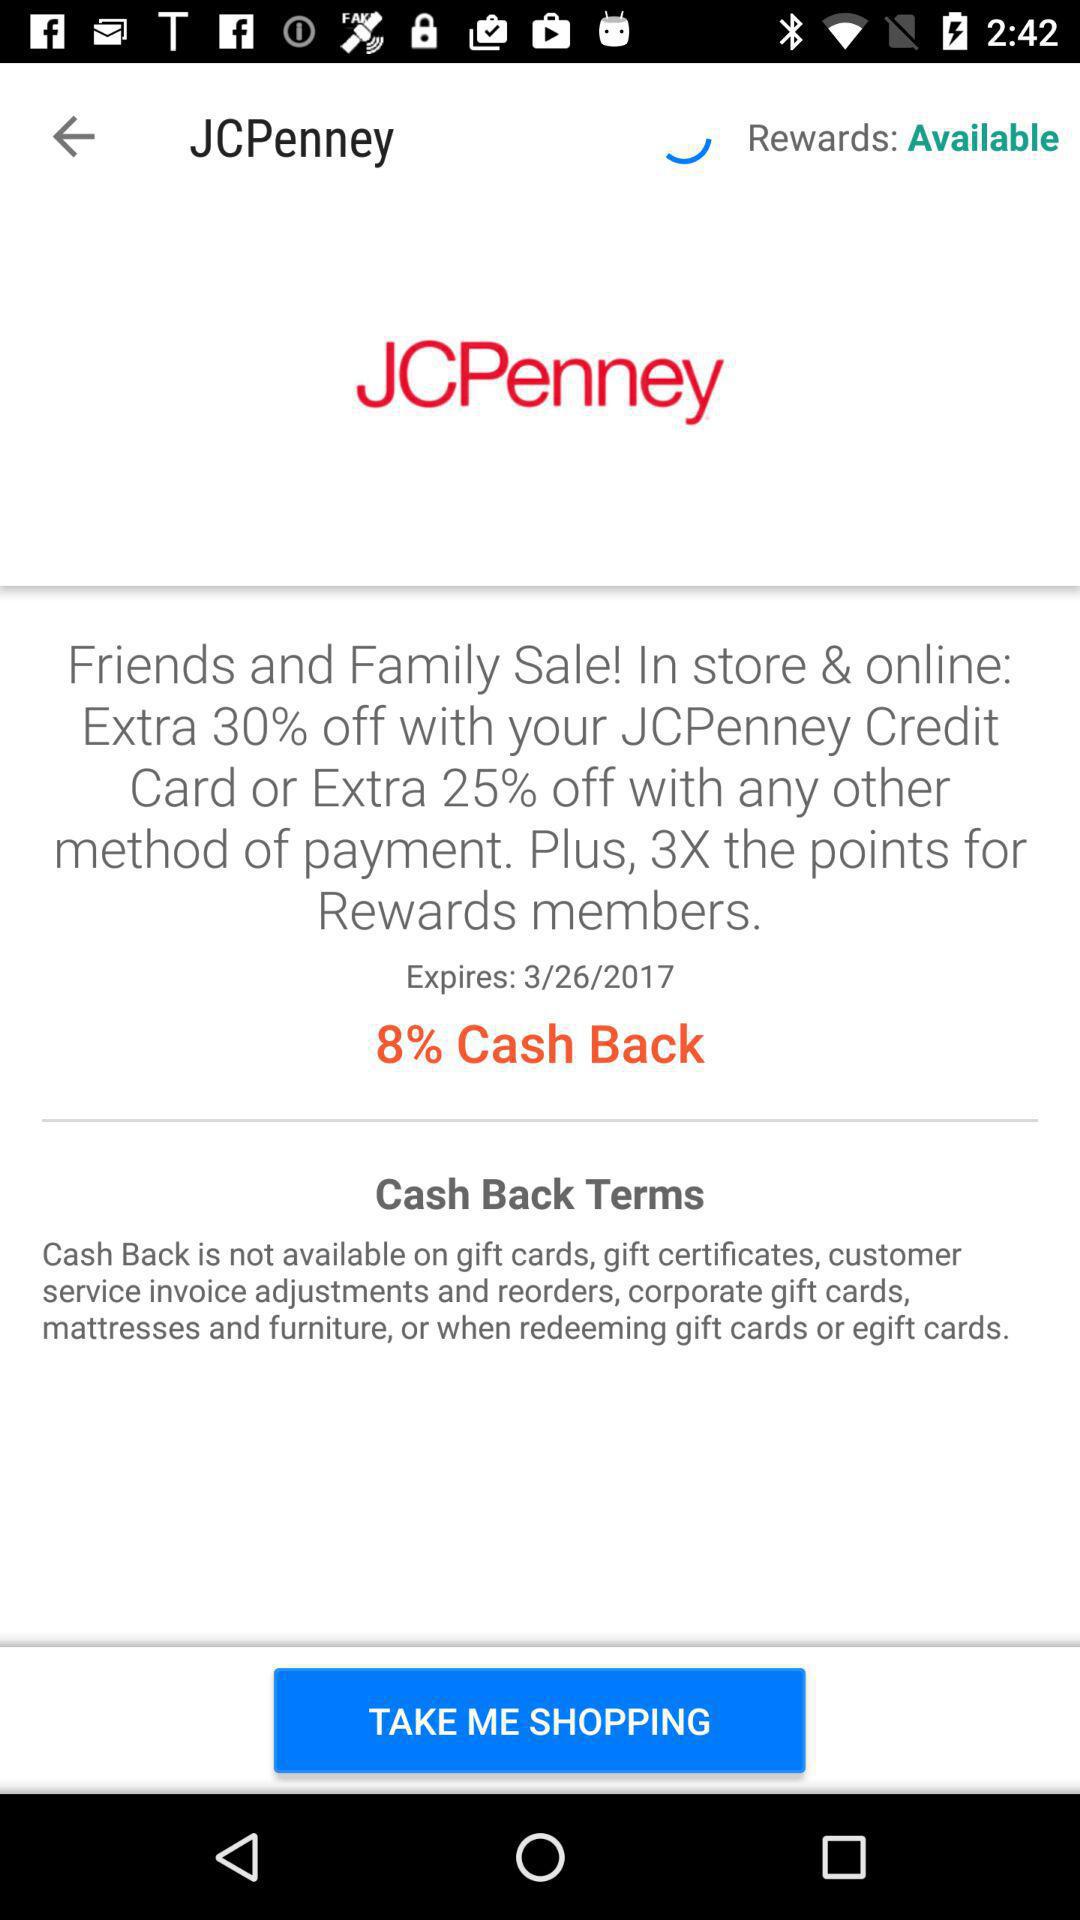 FAKE
2:42
JCPenney
Rewards: Available
JCPenney
Friends and Family Sale! In store & online:
Extra 30% off with your JCPenney Credit
Card or Extra 25% off with any other
method of payment. Plus, 3X the points for
Rewards members.
Expires: 3/26/2017
8% Cash Back
Cash Back Terms
Cash Back is not available on gift cards, gift certificates, customer
service invoice adjustments and reorders, corporate gift cards,
mattresses and furniture, or when redeeming gift cards or egift cards.
TAKE ME SHOPPING